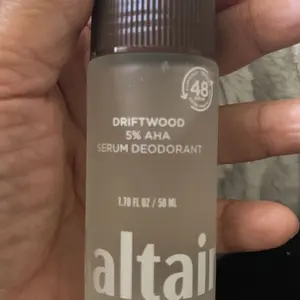 48
DRIFTWOOD
5% AHA
SERUM DEODORANT
1.70 FL OZ / 50 ML
altair